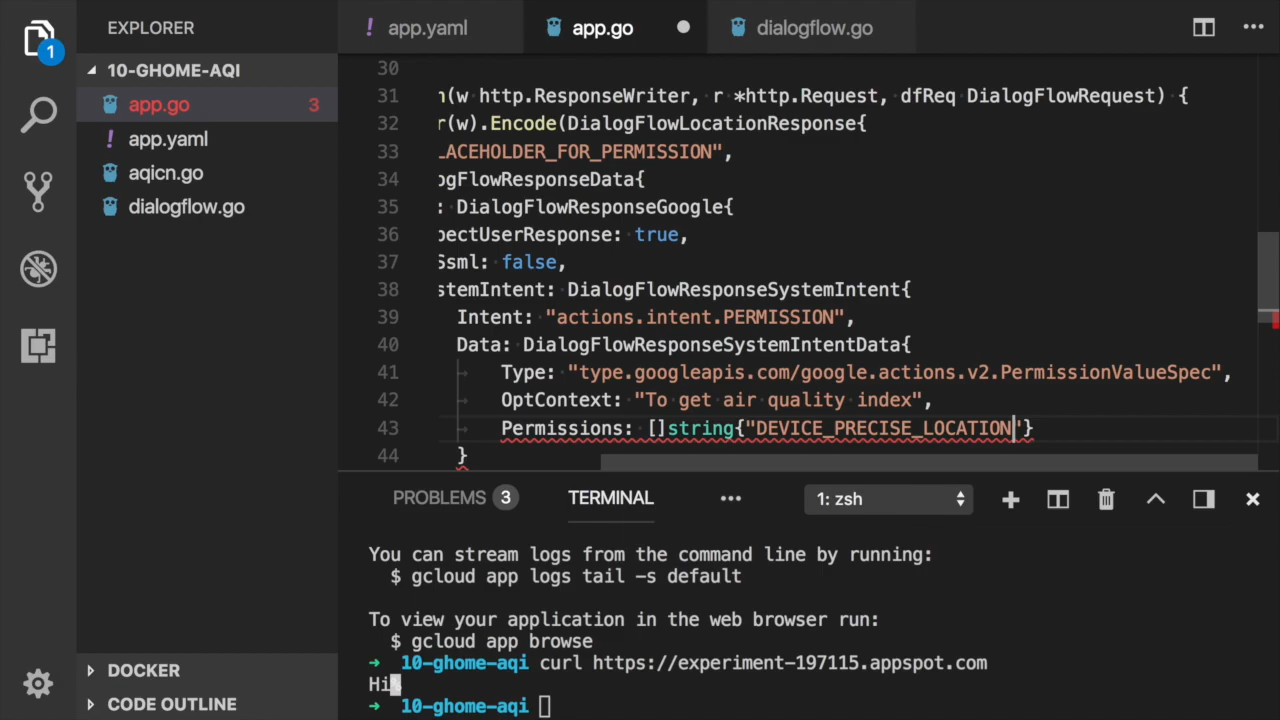 1
EXPLORER
10-GHOME-AQI
app.go 3
app.yaml
aqicn.go
dialogflow.go
DOCKER
CODE OUTLINE
app.yaml app.go dialogflow.go
30
31 n(w http.ResponseWriter, r *http.Request, dfReq DialogFlowRequest) {
32 r(w).Encode(DialogFlowLocationResponse{
33 LACEHOLDER_FOR_PERMISSION",
34 ogFlowResponseData{
35 : DialogFlowResponseGoogle{
36 pectUserResponse: true,
37 Ssml: false,
38 stemIntent: DialogFlowResponseSystemIntent{
39 Intent: "actions.intent.PERMISSION",
40 Data: DialogFlowResponseSystemIntentData{
41 Type: "type.googleapis.com/google.actions.v2.PermissionValueSpec",
42 OptContext: "To get air quality index",
43 Permissions: []string{"DEVICE_PRECISE_LOCATION"}
44 }
PROBLEMS 3 TERMINAL 1: zsh
You can stream logs from the command line by running:
$ gcloud app logs tail -s default
To view your application in the web browser run:
$ gcloud app browse
➜ 10-ghome-aqi curl https://experiment-197115.appspot.com
Hi%
➜ 10-ghome-aqi